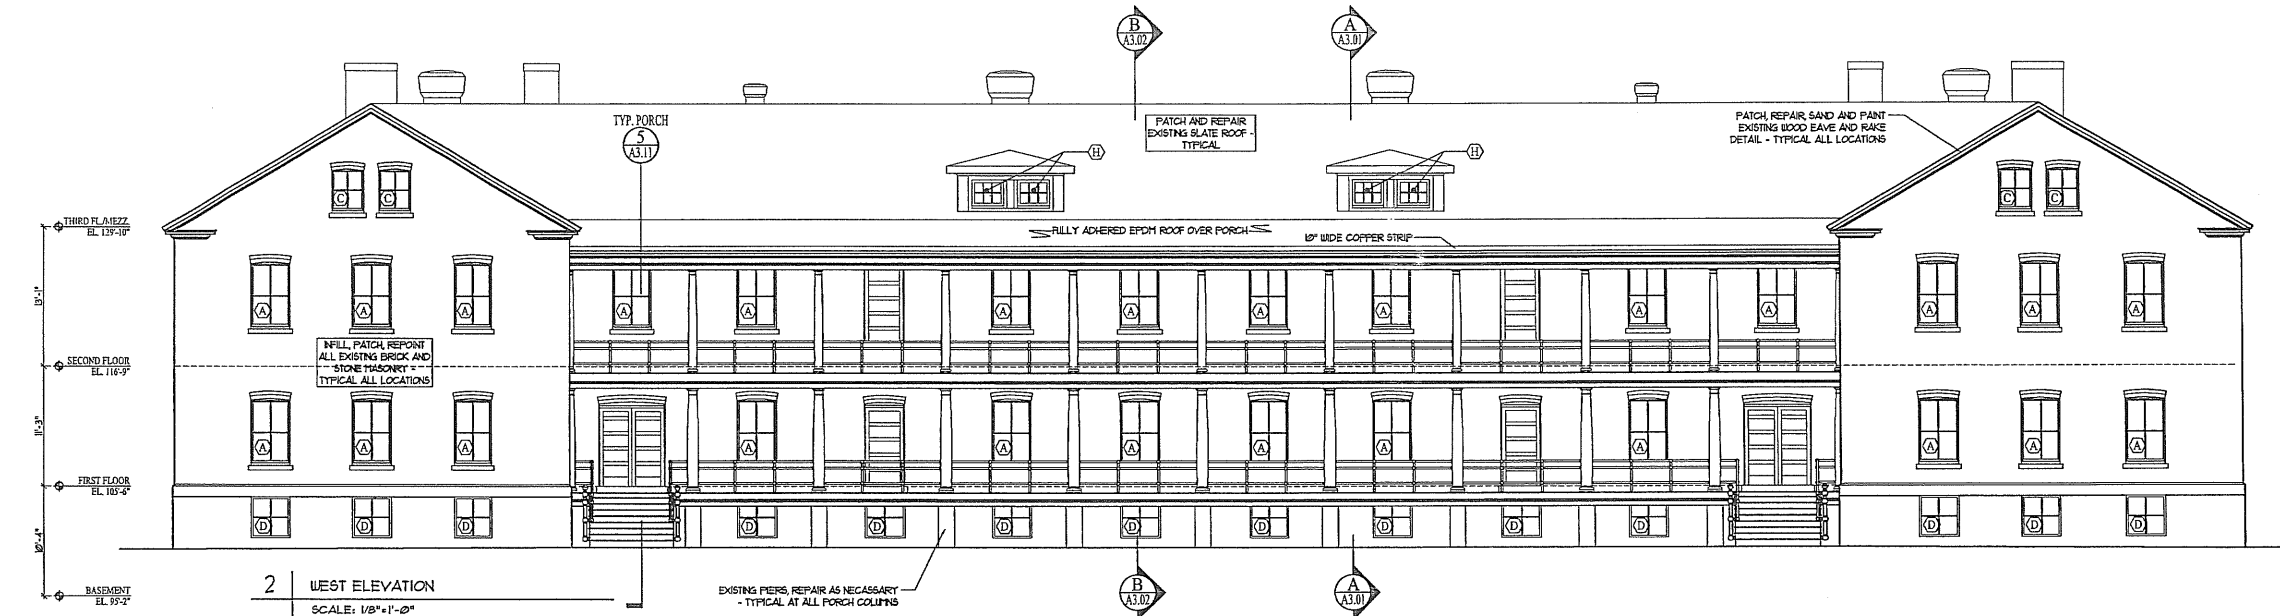 B
A3.02
A
A3.01
TYP. PORCH
5
A3.11
PATCH AND REPAIR
EXISTING SLATE ROOF -
TYPICAL
PATCH, REPAIR, SAND AND PAINT
EXISTING WOOD EAVE AND RAKE
DETAIL - TYPICAL ALL LOCATIONS
H
H
C
C
C
C
THIRD FL./MEZZ.
EL. 129'-10"
FULLY ADHERED EPDM ROOF OVER PORCH
10" WIDE COPPER STRIP
13'-1"
A
A
A
A
A
A
A
A
A
A
A
A
A
A
INFILL, PATCH, REPOINT
ALL EXISTING BRICK AND
STONE MASONRY -
TYPICAL ALL LOCATIONS
SECOND FLOOR
EL. 116'-9"
11'-3"
A
A
A
A
A
A
A
A
A
A
A
A
FIRST FLOOR
EL. 105'-6"
D
D
D
D
D
D
D
D
D
D
D
D
D
D
10'-4"
BASEMENT
EL. 95'-2"
2
WEST ELEVATION
SCALE: 1/8"=1'-0"
EXISTING PIERS, REPAIR AS NECASSARY
- TYPICAL AT ALL PORCH COLUMNS
B
A3.02
A
A3.01